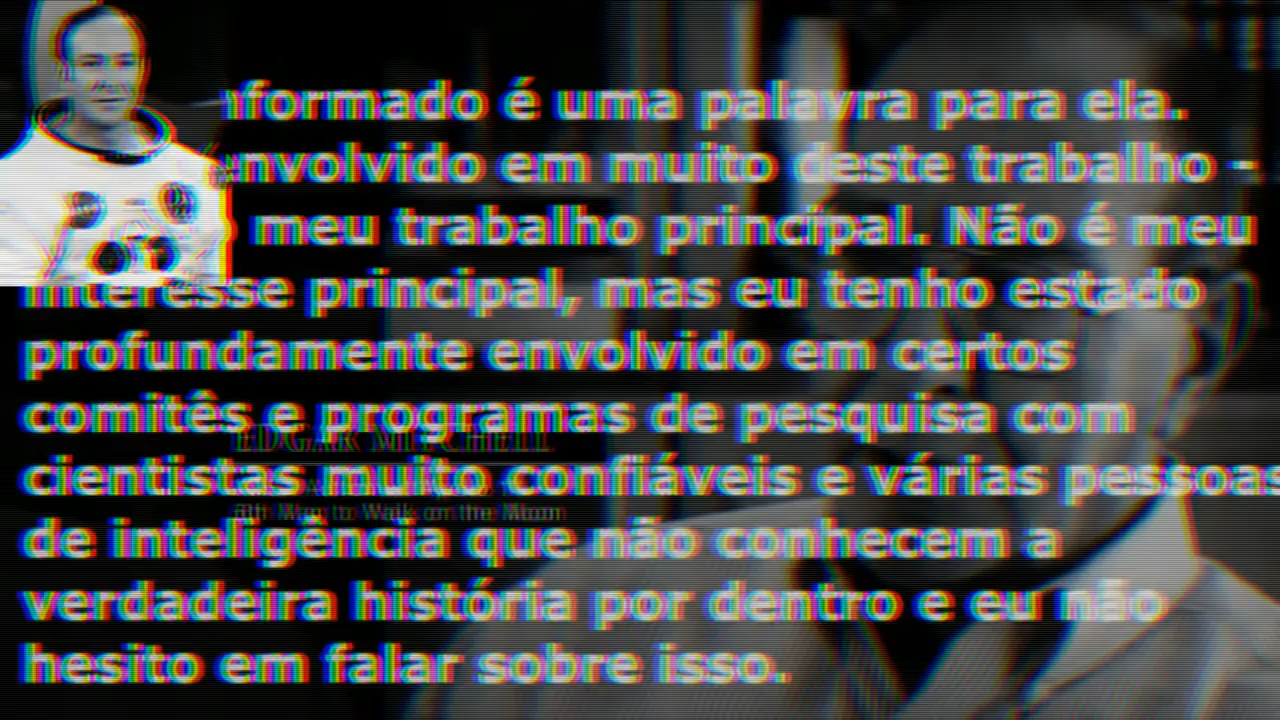 nformado é uma palavra para ela.
envolvido em muito deste trabalho -
meu trabalho principal. Não é meu
interesse principal, mas eu tenho estado
profundamente envolvido em certos
comitês e programas de pesquisa com
EDGAR MITCHELL
cientistas muito confiáveis e várias pessoas
6th Man to Walk on the Moon
de inteligência que não conhecem a
verdadeira história por dentro e eu não
hesito em falar sobre isso.